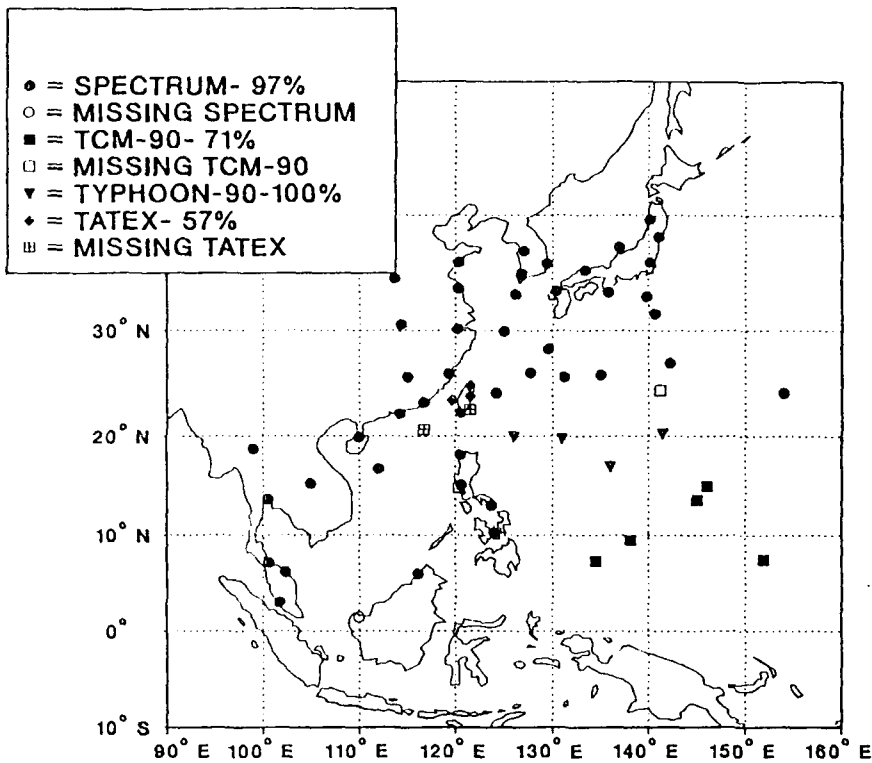 ● = SPECTRUM- 97%
○ = MISSING SPECTRUM
■ = TCM-90- 71%
□ = MISSING TCM-90
▼ = TYPHOON-90-100%
◆ = TATEX- 57%
⊞ = MISSING TATEX
30° N
20° N
10° N
0°
10° S
90° E 100° E 110° E 120° E 130° E 140° E 150° E 160° E